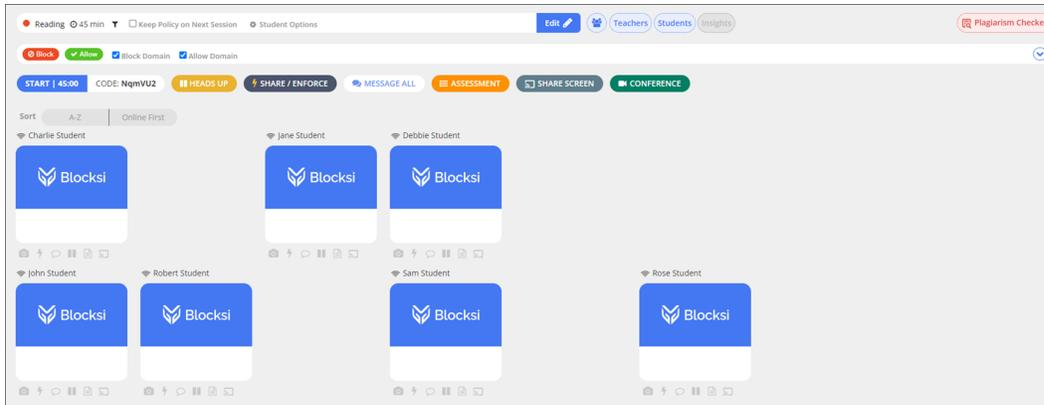 Reading 45 min Keep Policy on Next Session Student Options Edit Teachers Students Insights Plagiarism Checke
Block Allow Block Domain Allow Domain
START | 45:00 CODE: NqmVU2 HEADS UP SHARE / ENFORCE MESSAGE ALL ASSESSMENT SHARE SCREEN CONFERENCE
Sort A-Z Online First
Charlie Student Jane Student Debbie Student
Blocksi Blocksi Blocksi
John Student Robert Student Sam Student Rose Student
Blocksi Blocksi Blocksi Blocksi